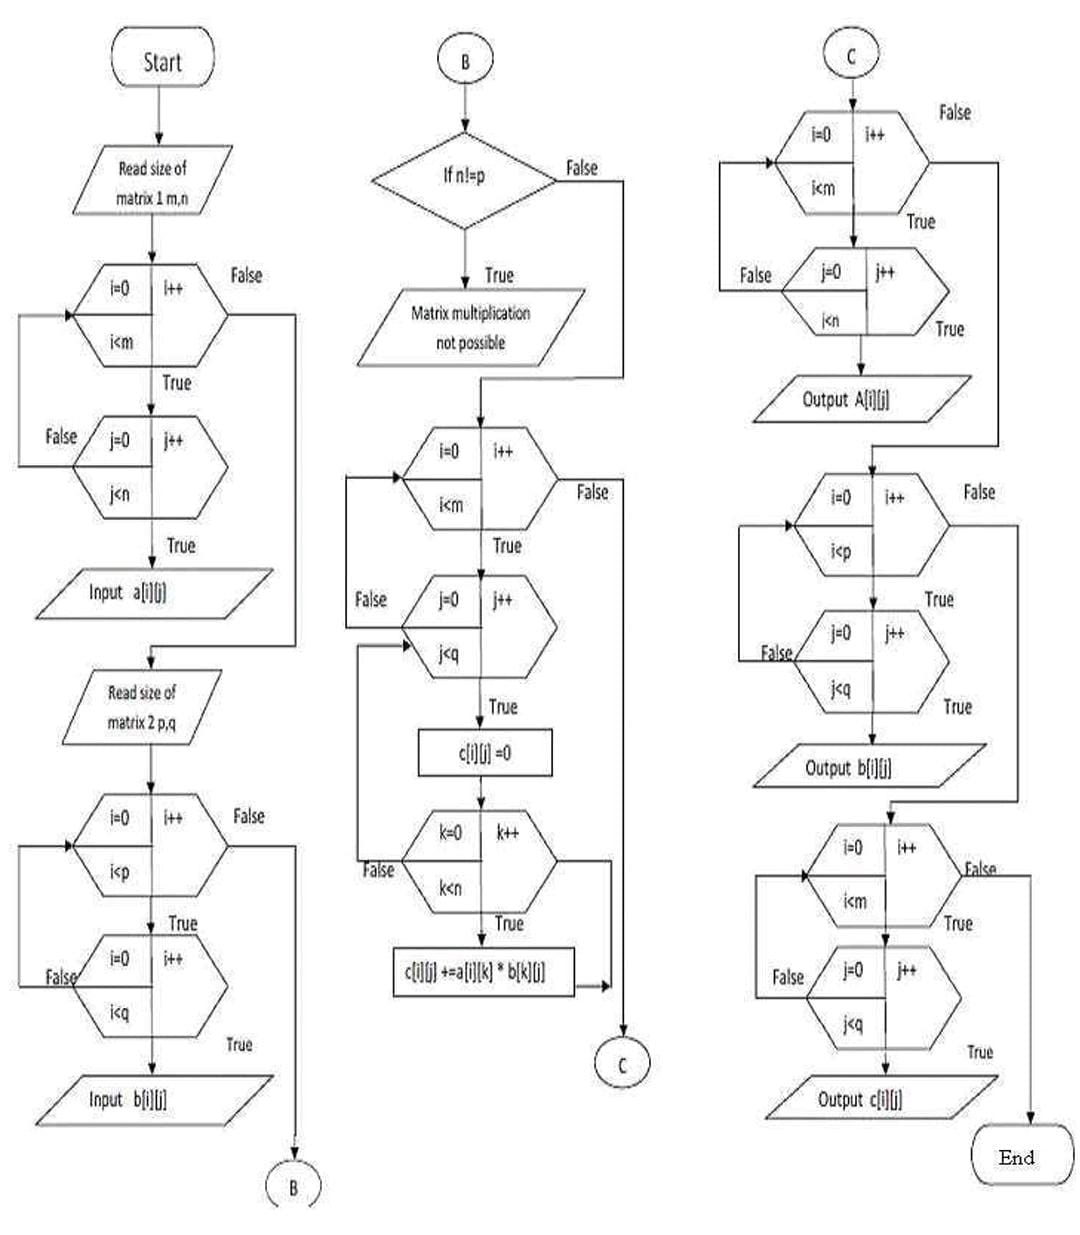 Start
Read size of
matrix 1 m,n
i=0 i++
False
i<m
True
False
j=0 j++
j<n
True
Input a[i][j]
Read size of
matrix 2 p,q
i=0 i++
False
i<p
True
False
i=0 i++
i<q
True
Input b[i][j]
B
B
If n!=p
False
True
Matrix multiplication
not possible
i=0 i++
False
i<m
True
False
j=0 j++
j<q
True
c[i][j] =0
k=0 k++
False
k<n
True
c[i][j] +=a[i][k] * b[k][j]
C
C
False
i=0 i++
i<m
True
False
j=0 j++
j<n
True
Output A[i][j]
i=0 i++
False
i<p
True
j=0 j++
False
j<q
True
Output b[i][j]
i=0 i++
False
i<m
True
False
j=0 j++
j<q
True
Output c[i][j]
End